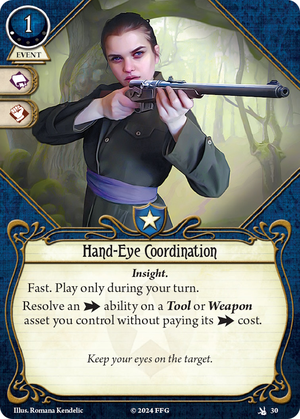 1
EVENT
Hand-Eye Coordination
Insight.
Fast. Play only during your turn.
Resolve an ability on a Tool or Weapon
asset you control without paying its cost.
Keep your eyes on the target.
Illus. Romana Kendelic © 2024 FFG 30